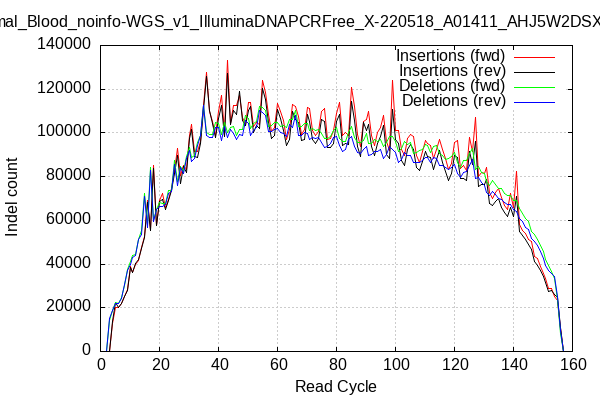 mal_Blood_noinfo-WGS_v1_IlluminaDNAPCRFree_X-220518_A01411_AHJ5W2DSX
Insertions (fwd)
Insertions (rev)
Deletions (fwd)
Deletions (rev)
140000
120000
100000
80000
60000
40000
20000
0
Indel count
0 20 40 60 80 100 120 140 160
Read Cycle